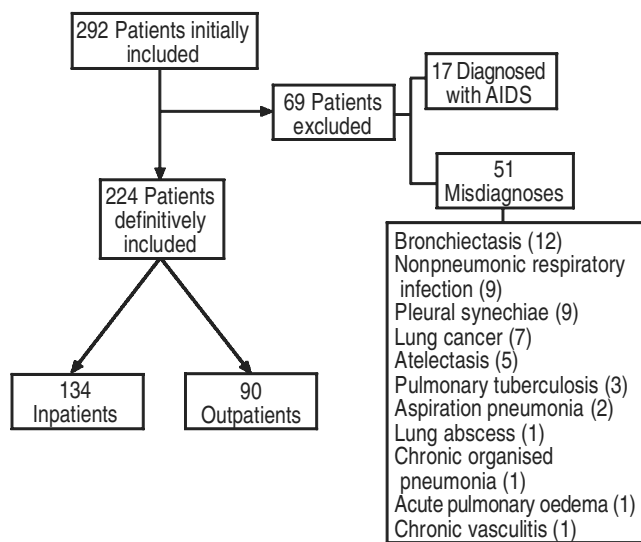 292 Patients initially
included
69 Patients
excluded
17 Diagnosed
with AIDS
51
Misdiagnoses
224 Patients
definitively
included
134
Inpatients
90
Outpatients
Bronchiectasis (12)
Nonpneumonic respiratory
infection (9)
Pleural synechiae (9)
Lung cancer (7)
Atelectasis (5)
Pulmonary tuberculosis (3)
Aspiration pneumonia (2)
Lung abscess (1)
Chronic organised
pneumonia (1)
Acute pulmonary oedema (1)
Chronic vasculitis (1)